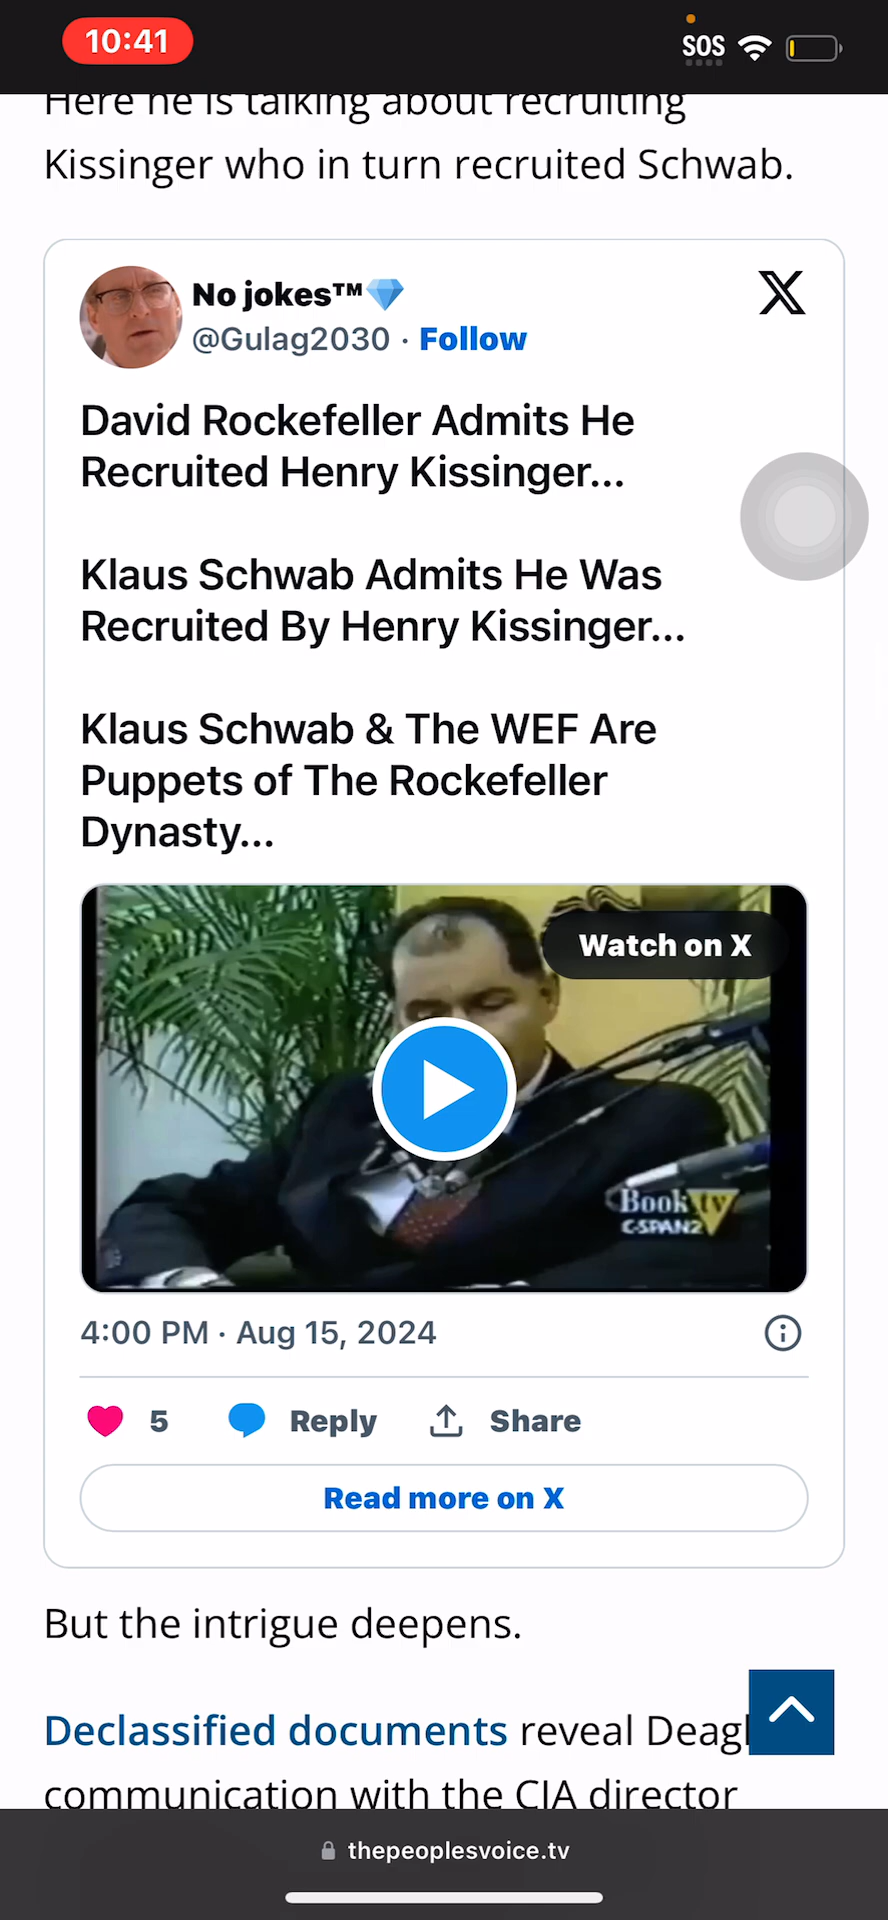 10:41
SOS
Here he is talking about recruiting
Kissinger who in turn recruited Schwab.
No jokes™💎
@Gulag2030 · Follow
X
David Rockefeller Admits He
Recruited Henry Kissinger...
Klaus Schwab Admits He Was
Recruited By Henry Kissinger...
Klaus Schwab & The WEF Are
Puppets of The Rockefeller
Dynasty...
Watch on X
Book tv
C-SPAN2
4:00 PM · Aug 15, 2024
5 Reply Share
Read more on X
But the intrigue deepens.
Declassified documents reveal Deagl
communication with the CIA director
thepeoplesvoice.tv